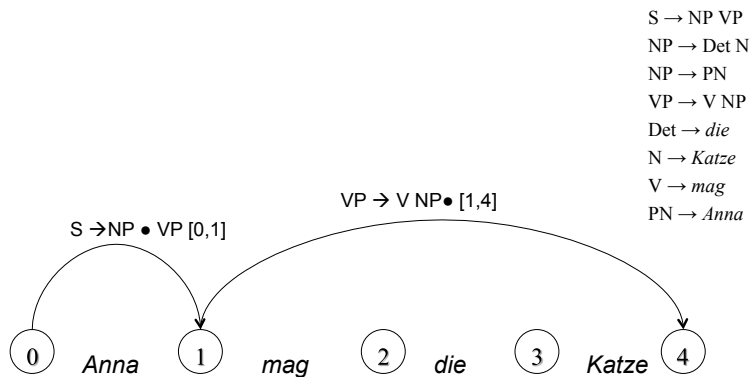 S → NP VP
NP → Det N
NP → PN
VP → V NP
Det → die
N → Katze
V → mag
PN → Anna
VP → V NP● [1,4]
S →NP ● VP [0,1]
0 Anna 1 mag 2 die 3 Katze 4